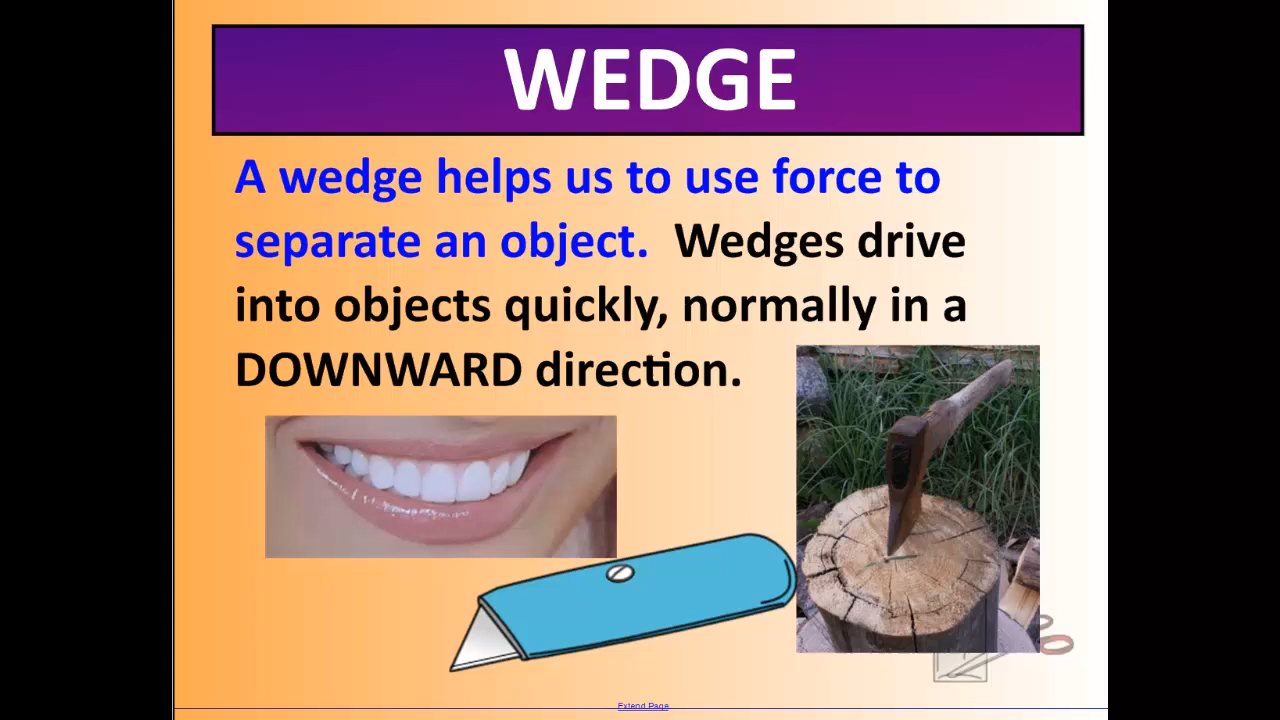 WEDGE
A wedge helps us to use force to
separate an object. Wedges drive
into objects quickly, normally in a
DOWNWARD direction.
Extend Page